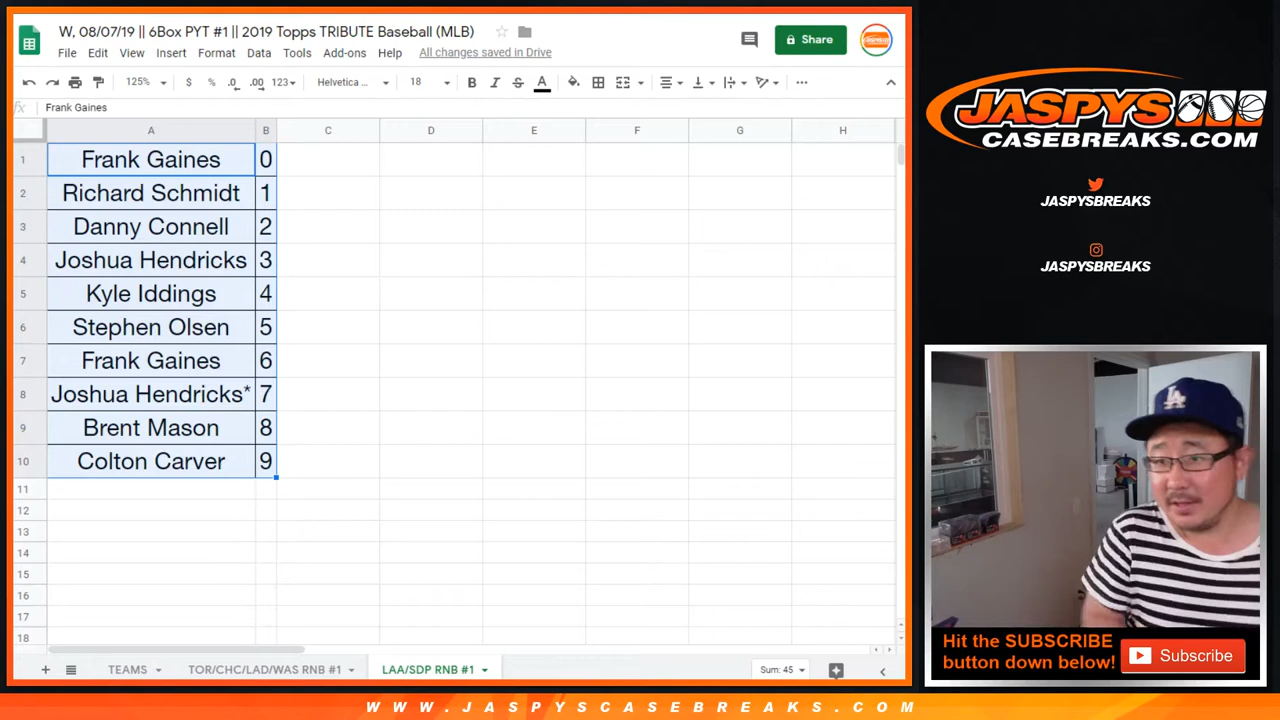 W, 08/07/19 || 6Box PYT #1 || 2019 Topps TRIBUTE Baseball (MLB)
File Edit View Insert Format Data Tools Add-ons Help All changes saved in Drive
Share
125% $ % .0 .00 123 Helvetica ... 18 B I S A
fx Frank Gaines
A B C D E F G H
1 Frank Gaines 0
2 Richard Schmidt 1
3 Danny Connell 2
4 Joshua Hendricks 3
5 Kyle Iddings 4
6 Stephen Olsen 5
7 Frank Gaines 6
8 Joshua Hendricks* 7
9 Brent Mason 8
10 Colton Carver 9
11
12
13
14
15
16
17
18
TEAMS TOR/CHC/LAD/WAS RNB #1 LAA/SDP RNB #1 Sum: 45
JASPYS
CASEBREAKS.COM
JASPYSBREAKS
JASPYSBREAKS
LA
Hit the SUBSCRIBE
button down below!
Subscribe
WWW.JASPYSCASEBREAKS.COM